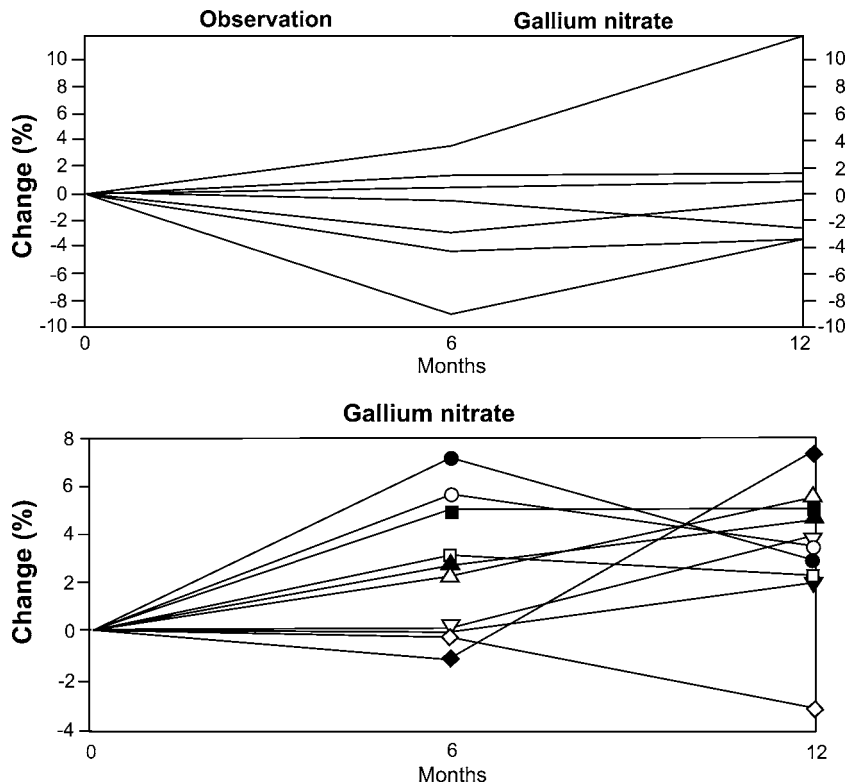 Observation Gallium nitrate
Change (%)
10 10
8 8
6 6
4 4
2 2
0 0
-2 -2
-4 -4
-6 -6
-8 -8
-10 -10
0 6 12
Months
Gallium nitrate
Change (%)
8
6
4
2
0
-2
-4
0 6 12
Months